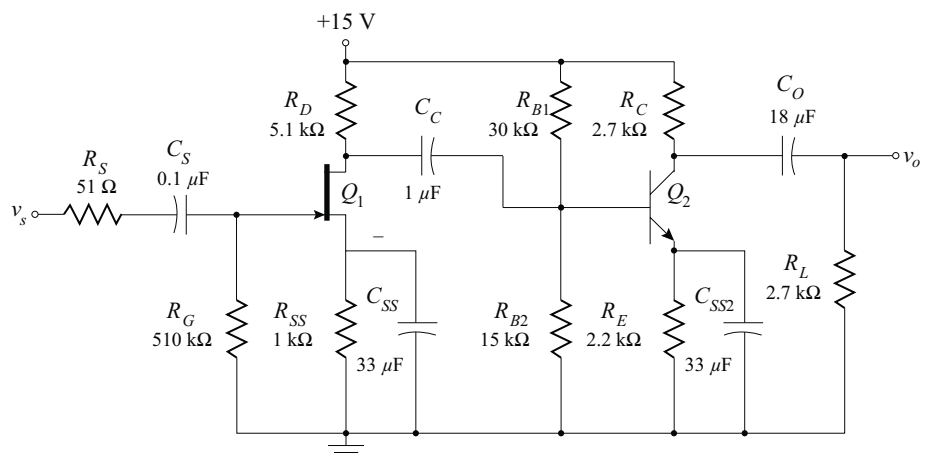 +15 V
R_D
5.1 kΩ
C_C
1 µF
R_B1
30 kΩ
R_C
2.7 kΩ
C_O
18 µF
v_o
R_S
51 Ω
C_S
0.1 µF
v_s
Q_1
Q_2
–
R_G
510 kΩ
R_SS
1 kΩ
C_SS
33 µF
R_B2
15 kΩ
R_E
2.2 kΩ
C_SS2
33 µF
R_L
2.7 kΩ